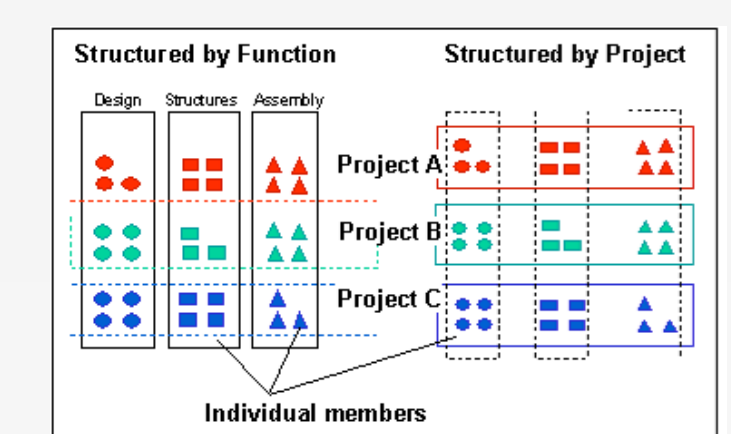 Structured by Function
Structured by Project
Design
Structures
Assembly
Project A
Project B
Project C
Individual members